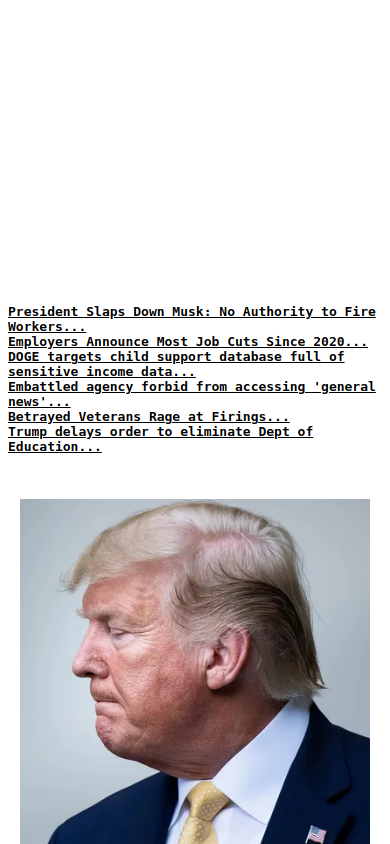 President Slaps Down Musk: No Authority to Fire
Workers...
Employers Announce Most Job Cuts Since 2020...
DOGE targets child support database full of
sensitive income data...
Embattled agency forbid from accessing 'general
news'...
Betrayed Veterans Rage at Firings...
Trump delays order to eliminate Dept of
Education...